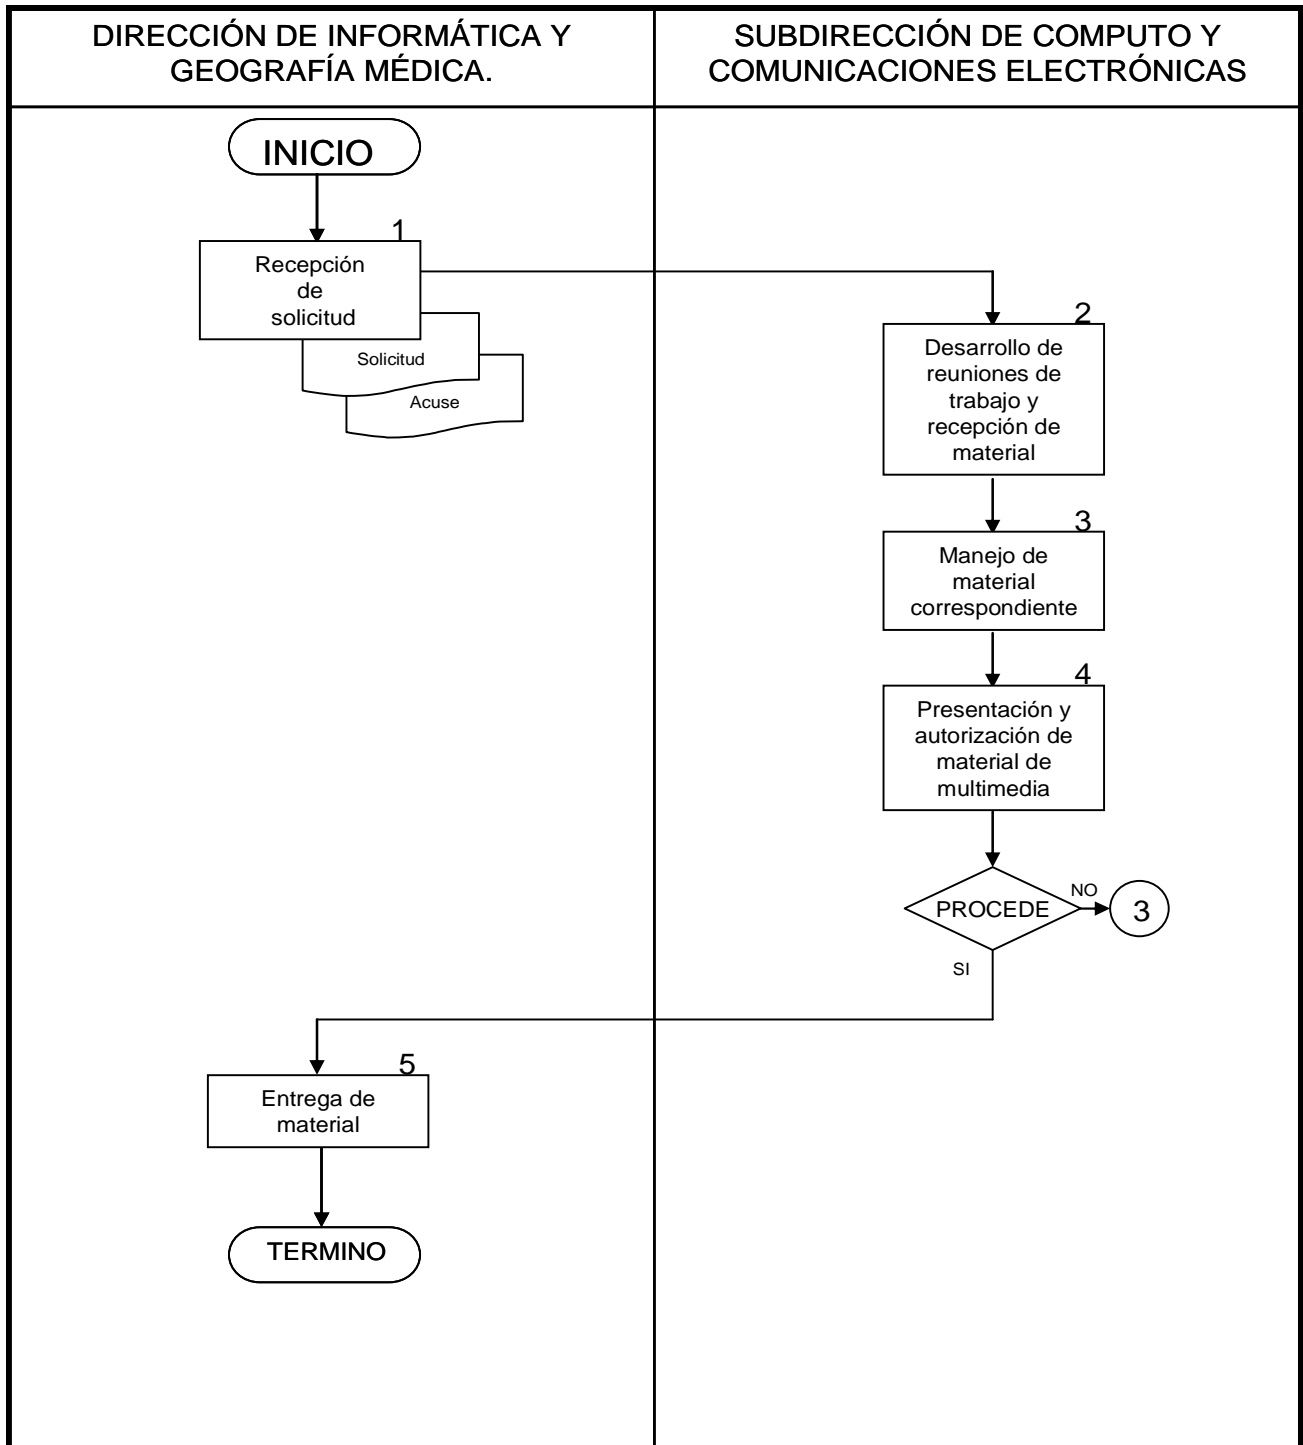 DIRECCIÓN DE INFORMÁTICA Y
GEOGRAFÍA MÉDICA.
SUBDIRECCIÓN DE COMPUTO Y
COMUNICACIONES ELECTRÓNICAS
INICIO
1
Recepción
de
solicitud
Solicitud
Acuse
2
Desarrollo de
reuniones de
trabajo y
recepción de
material
3
Manejo de
material
correspondiente
4
Presentación y
autorización de
material de
multimedia
PROCEDE
NO
3
SI
5
Entrega de
material
TERMINO